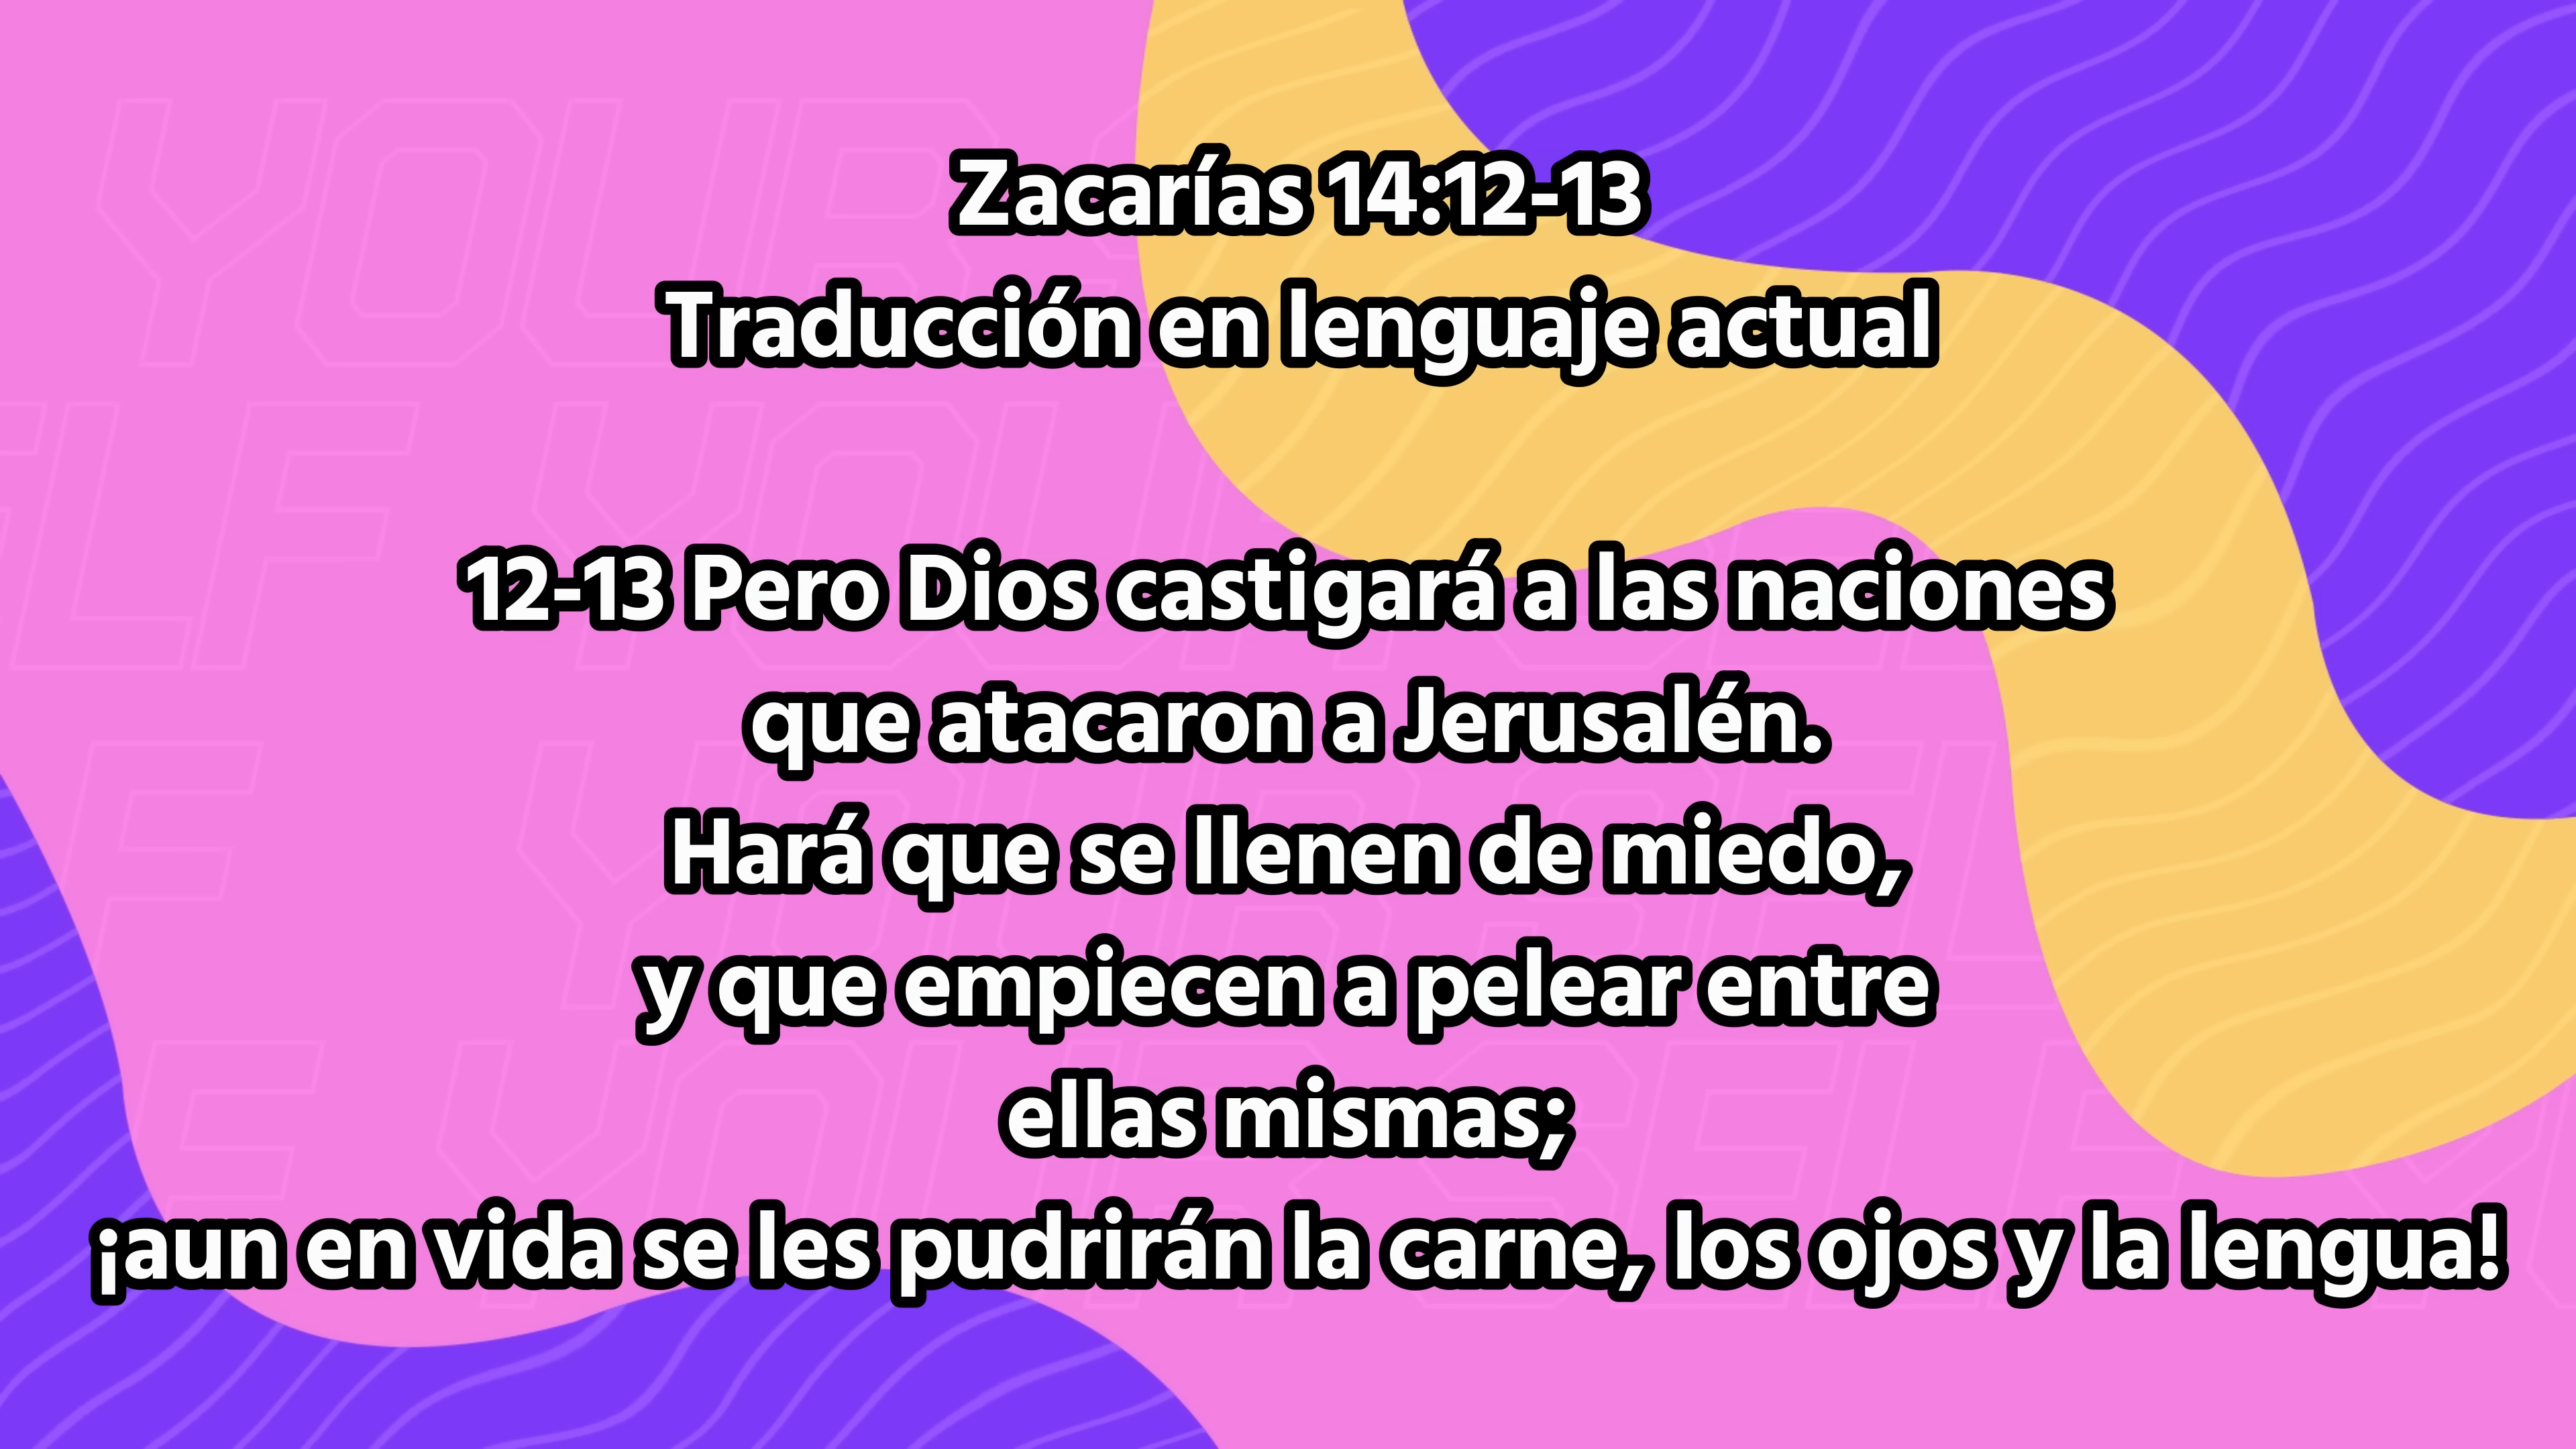 Zacarías 14:12-13
Traducción en lenguaje actual
12-13 Pero Dios castigará a las naciones
que atacaron a Jerusalén.
Hará que se llenen de miedo,
y que empiecen a pelear entre
ellas mismas;
¡aun en vida se les pudrirán la carne, los ojos y la lengua!